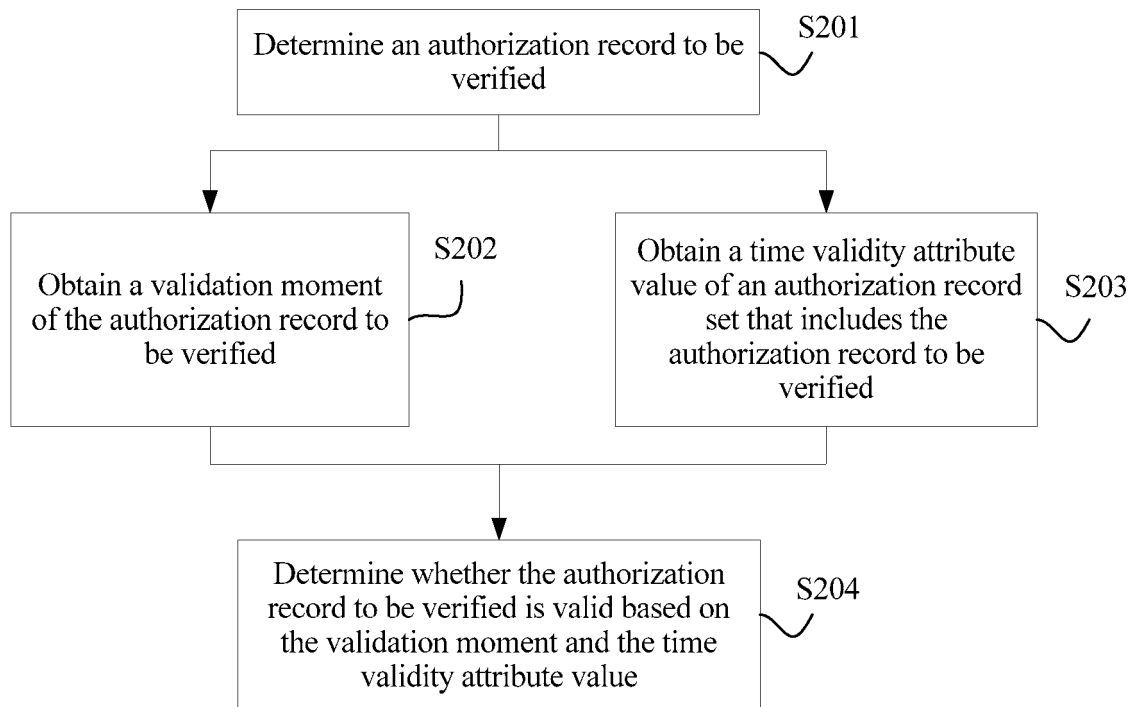 Determine an authorization record to be
verified
S201
Obtain a validation moment
of the authorization record to
be verified
S202
Obtain a time validity attribute
value of an authorization record
set that includes the
authorization record to be
verified
S203
Determine whether the authorization
record to be verified is valid based on
the validation moment and the time
validity attribute value
S204